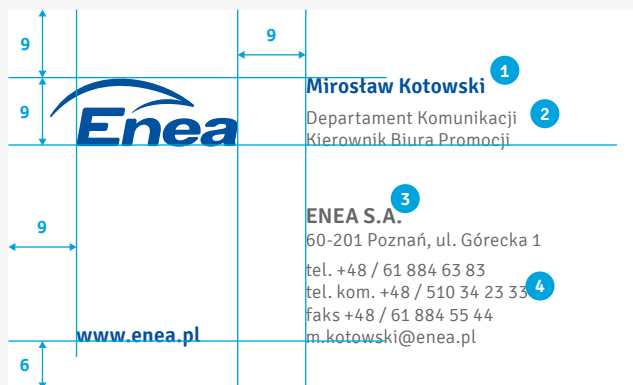 9
9
1
Mirosław Kotowski
9
Enea
Departament Komunikacji
2
Kierownik Biura Promocji
3
ENEA S.A.
9
60-201 Poznań, ul. Górecka 1
tel. +48 / 61 884 63 83
tel. kom. +48 / 510 34 23 33
4
faks +48 / 61 884 55 44
www.enea.pl
m.kotowski@enea.pl
6